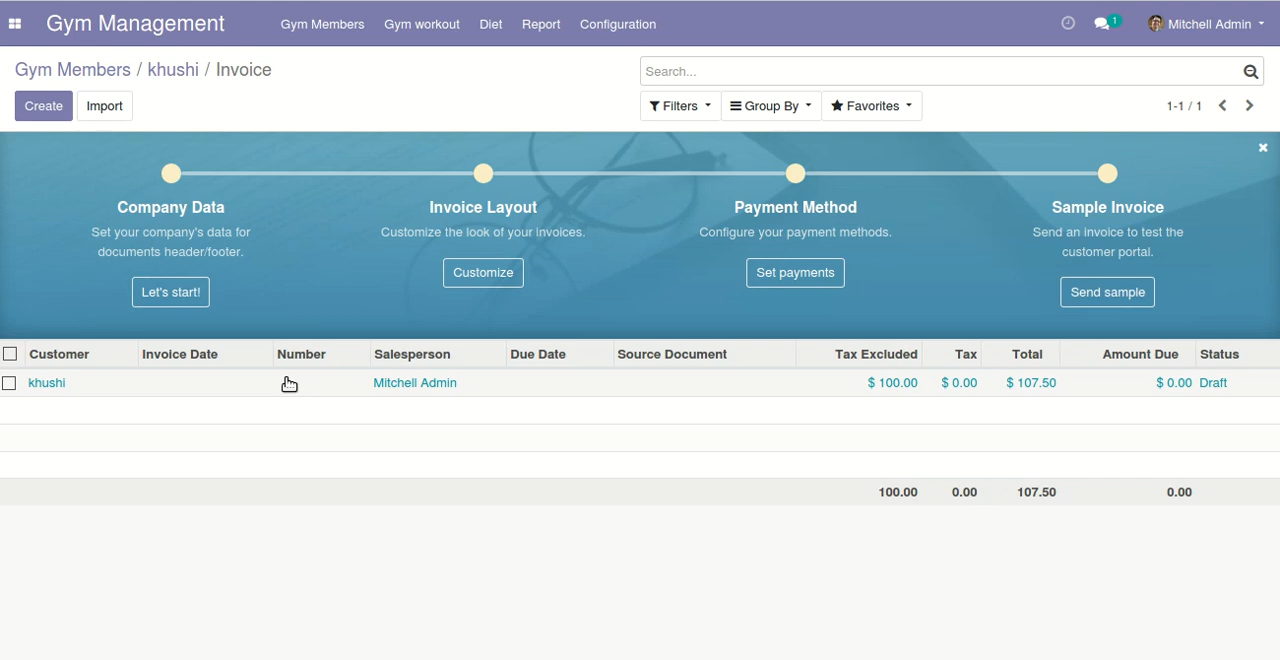 Gym Management Gym Members Gym workout Diet Report Configuration 1 Mitchell Admin
Gym Members / khushi / Invoice
Search...
Create Import
Filters Group By Favorites 1-1 / 1
Company Data Invoice Layout Payment Method Sample Invoice
Set your company's data for Customize the look of your invoices. Configure your payment methods. Send an invoice to test the
documents header/footer. customer portal.
Customize Set payments
Let's start! Send sample
Customer Invoice Date Number Salesperson Due Date Source Document Tax Excluded Tax Total Amount Due Status
khushi Mitchell Admin $ 100.00 $ 0.00 $ 107.50 $ 0.00 Draft
100.00 0.00 107.50 0.00